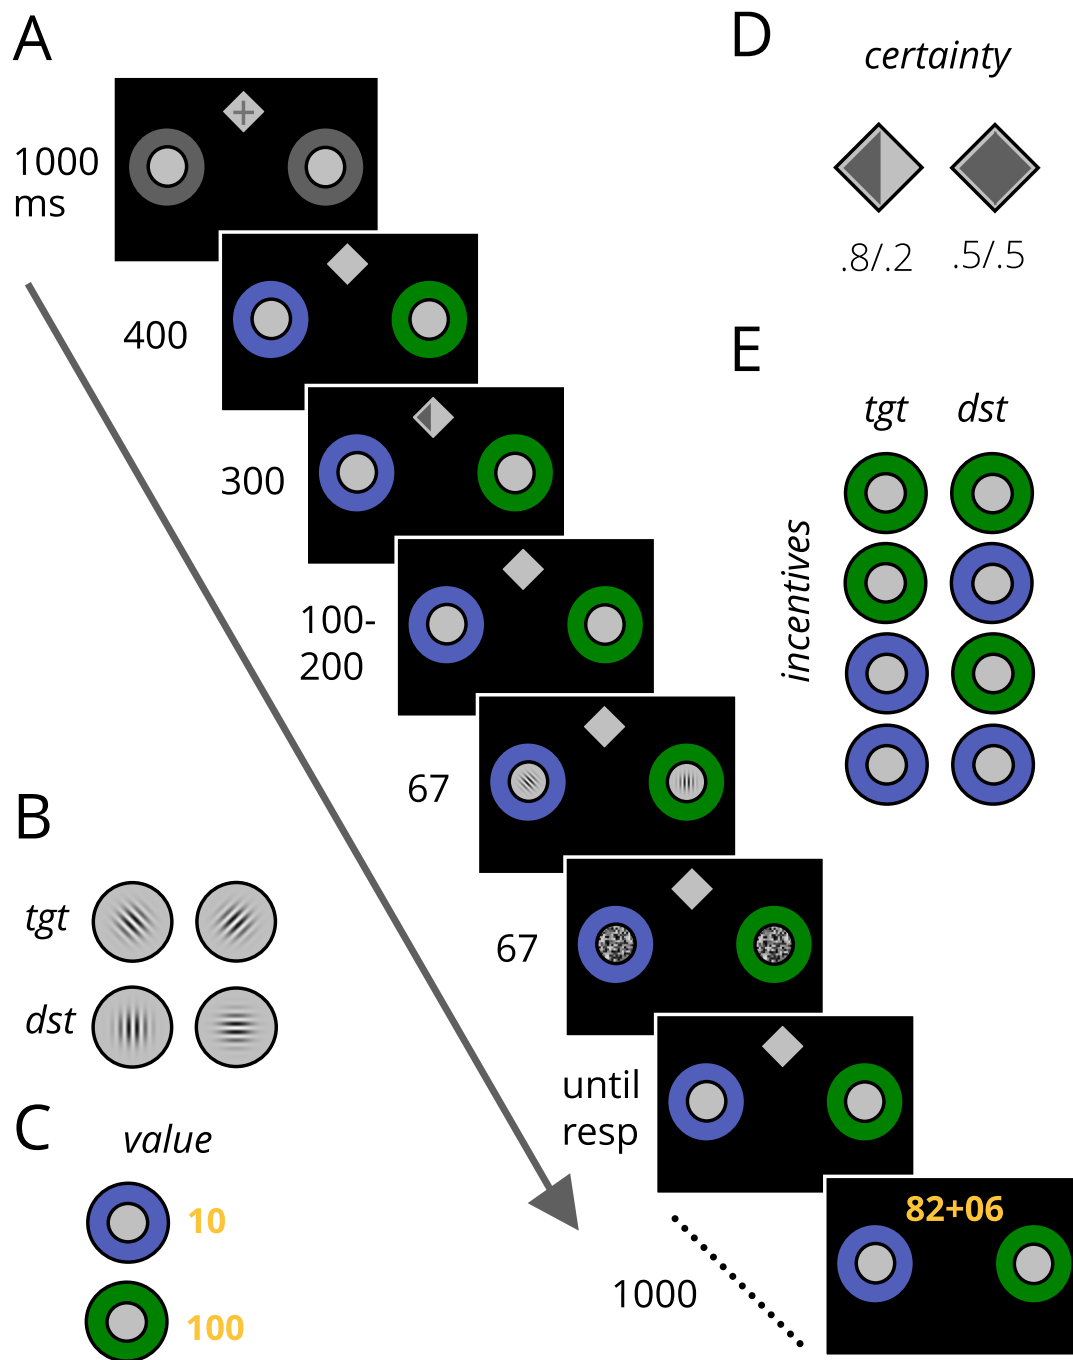 A
1000
ms
400
300
100-
200
67
67
until
resp
1000
82+06
B
tgt
dst
C
value
10
100
D
certainty
.8/.2
.5/.5
E
tgt dst
incentives